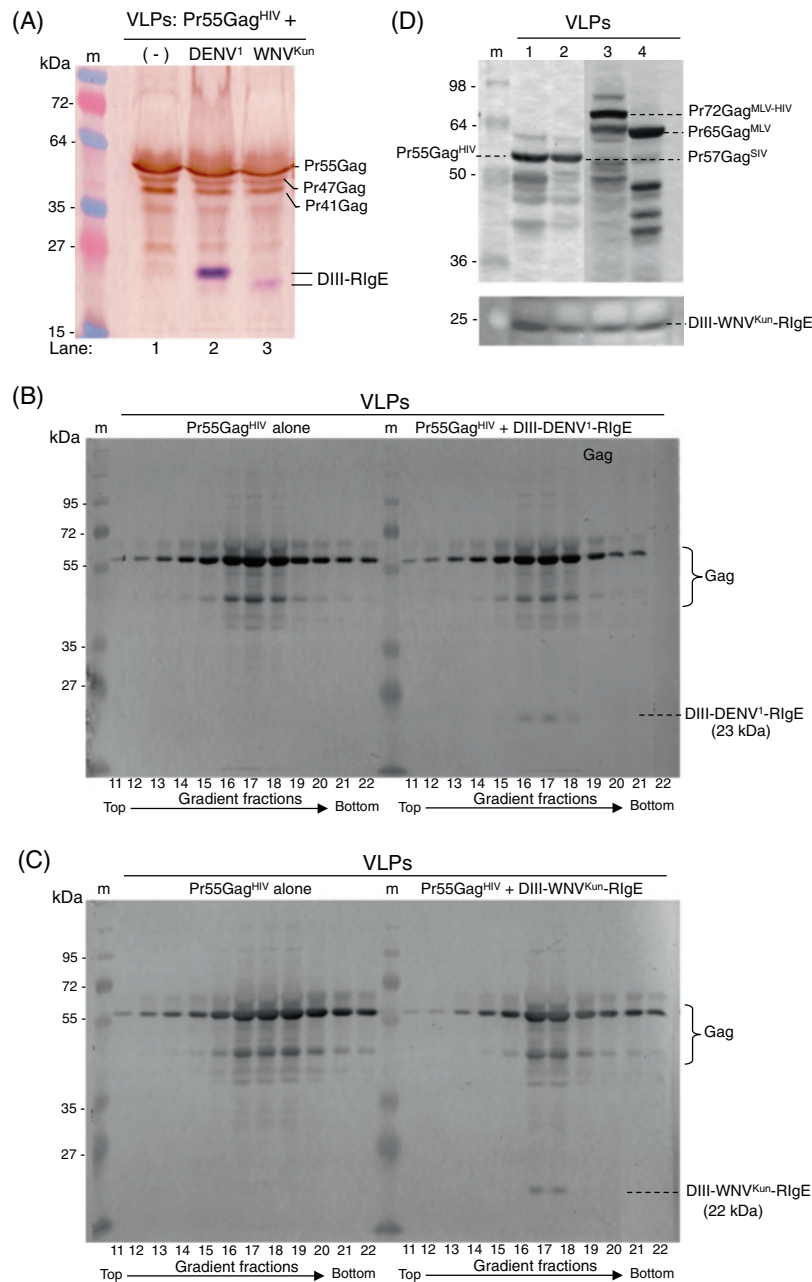 (A)
VLPs: Pr55Gagᴴᴵⱽ +
m (-) DENV¹ WNVᴷᵘⁿ
kDa
72-
64 -
35 -
27 -
15 -
Pr55Gag
Pr47Gag
Pr41Gag
DIII-RIgE
Lane: 1 2 3
(D)
VLPs
m 1 2 3 4
98 -
64 -
50 -
36 -
25 -
Pr55Gagᴴᴵⱽ
Pr72Gagᴹᴸⱽ⁻ᴴᴵⱽ
Pr65Gagᴹᴸⱽ
Pr57Gagˢᴵⱽ
DIII-WNVᴷᵘⁿ-RIgE
(B)
VLPs
m Pr55Gagᴴᴵⱽ alone m Pr55Gagᴴᴵⱽ + DIII-DENV¹-RIgE
kDa
Gag
95 -
72 -
55 -
35 -
27 -
Gag
DIII-DENV¹-RIgE
(23 kDa)
11 12 13 14 15 16 17 18 19 20 21 22 11 12 13 14 15 16 17 18 19 20 21 22
Top Gradient fractions Bottom Top Gradient fractions Bottom
(C)
VLPs
m Pr55Gagᴴᴵⱽ alone m Pr55Gagᴴᴵⱽ + DIII-WNVᴷᵘⁿ-RIgE
kDa
95 -
72 -
55 -
35 -
27 -
Gag
DIII-WNVᴷᵘⁿ-RIgE
(22 kDa)
11 12 13 14 15 16 17 18 19 20 21 22 11 12 13 14 15 16 17 18 19 20 21 22
Top Gradient fractions Bottom Top Gradient fractions Bottom